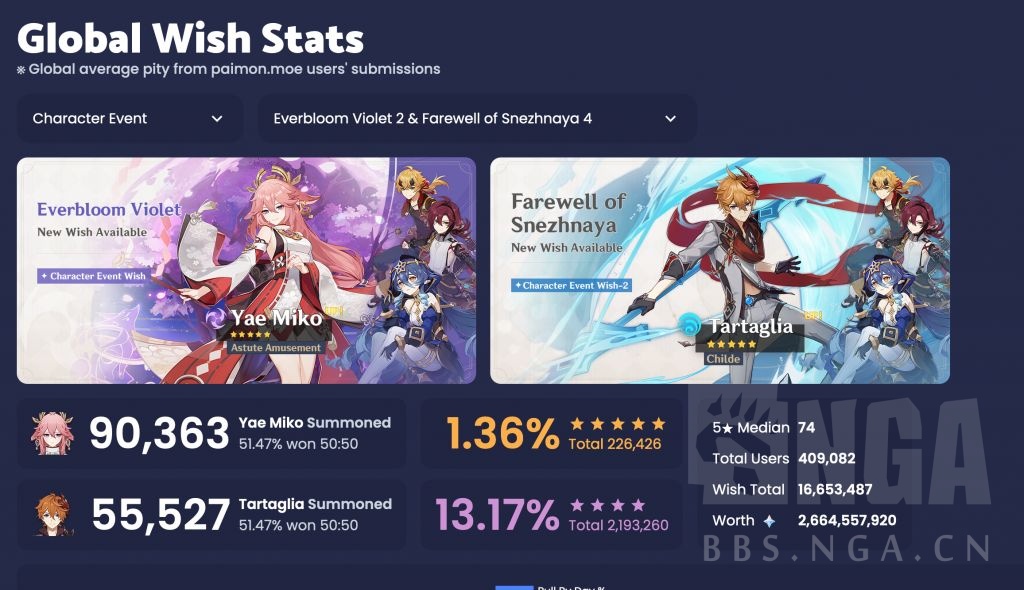 Global Wish Stats
※ Global average pity from paimon.moe users' submissions
Character Event
Everbloom Violet 2 & Farewell of Snezhnaya 4
Everbloom Violet
New Wish Available
✦ Character Event Wish
Yae Miko
★★★★★
Astute Amusement
Farewell of
Snezhnaya
New Wish Available
✦Character Event Wish-2
Tartaglia
★★★★★
Childe
90,363 Yae Miko Summoned
51.47% won 50:50
1.36% ★★★★★
Total 226,426
55,527 Tartaglia Summoned
51.47% won 50:50
13.17% ★★★★
Total 2,193,260
5★ Median 74
Total Users 409,082
Wish Total 16,653,487
Worth 2,664,557,920
NGA
BBS.NGA.CN
Pull By Day %